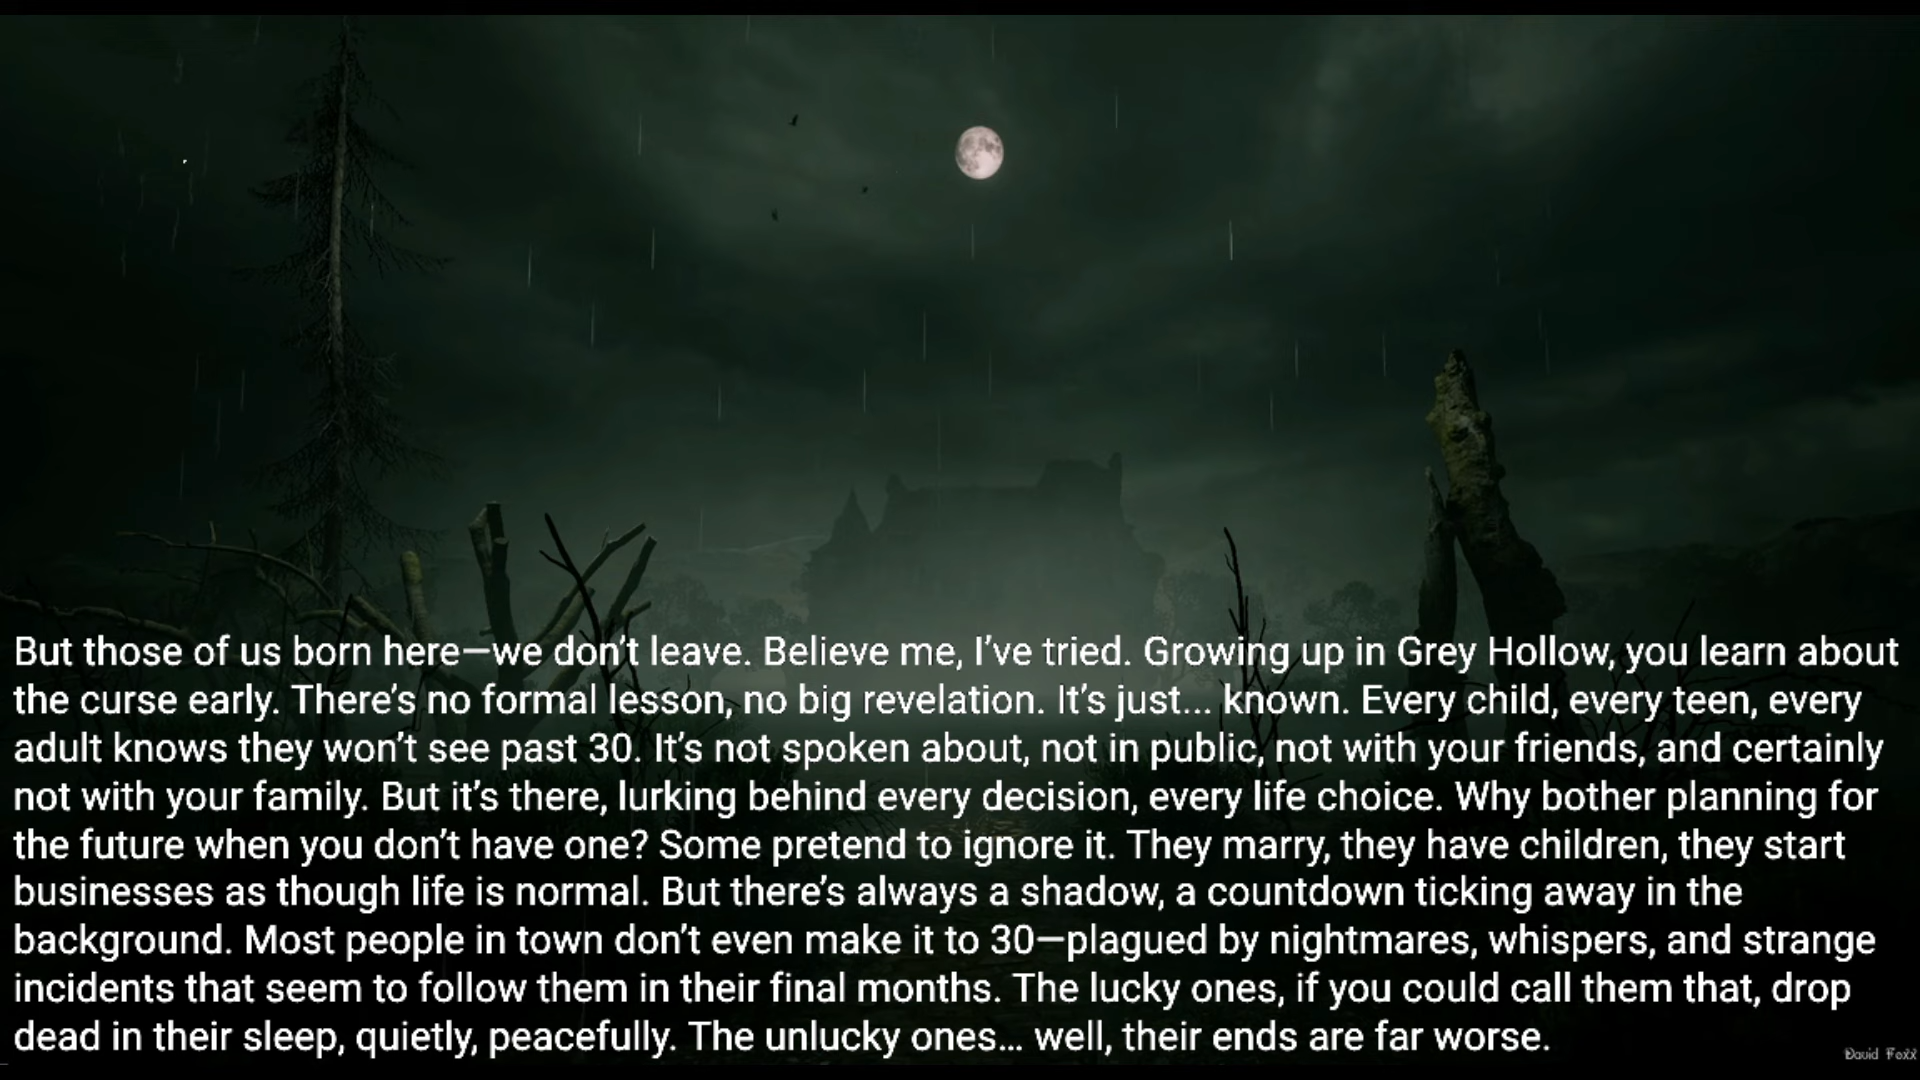 But those of us born here—we don’t leave. Believe me, I’ve tried. Growing up in Grey Hollow, you learn about
the curse early. There’s no formal lesson, no big revelation. It’s just... known. Every child, every teen, every
adult knows they won’t see past 30. It’s not spoken about, not in public, not with your friends, and certainly
not with your family. But it’s there, lurking behind every decision, every life choice. Why bother planning for
the future when you don’t have one? Some pretend to ignore it. They marry, they have children, they start
businesses as though life is normal. But there’s always a shadow, a countdown ticking away in the
background. Most people in town don’t even make it to 30—plagued by nightmares, whispers, and strange
incidents that seem to follow them in their final months. The lucky ones, if you could call them that, drop
dead in their sleep, quietly, peacefully. The unlucky ones... well, their ends are far worse.
David Foxx